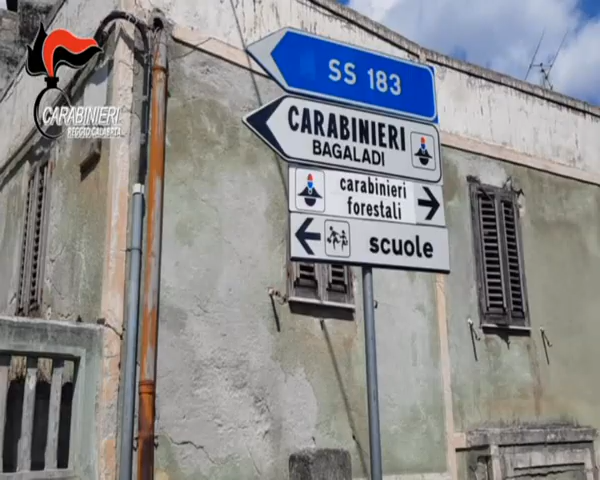 CARABINIERI
REGGIO CALABRIA
SS 183
CARABINIERI
BAGALADI
carabinieri
forestali
scuole